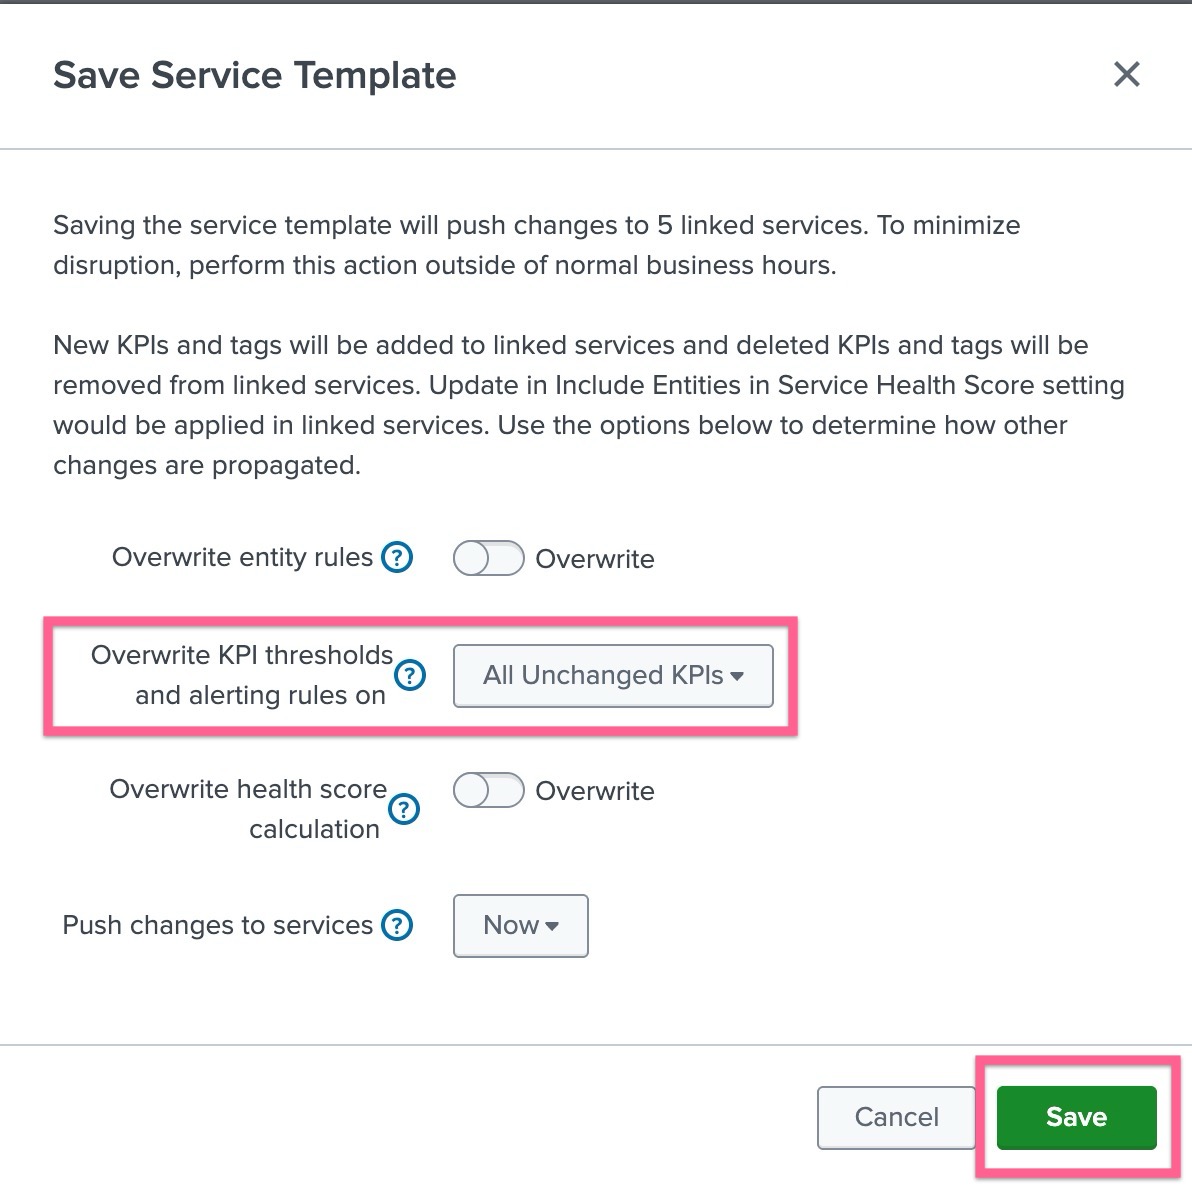 Save Service Template
Saving the service template will push changes to 5 linked services. To minimize
disruption, perform this action outside of normal business hours.
New KPIs and tags will be added to linked services and deleted KPIs and tags will be
removed from linked services. Update in Include Entities in Service Health Score setting
would be applied in linked services. Use the options below to determine how other
changes are propagated.
Overwrite entity rules ? Overwrite
Overwrite KPI thresholds
and alerting rules on ? All Unchanged KPIs
Overwrite health score
calculation ? Overwrite
Push changes to services ? Now
Cancel Save